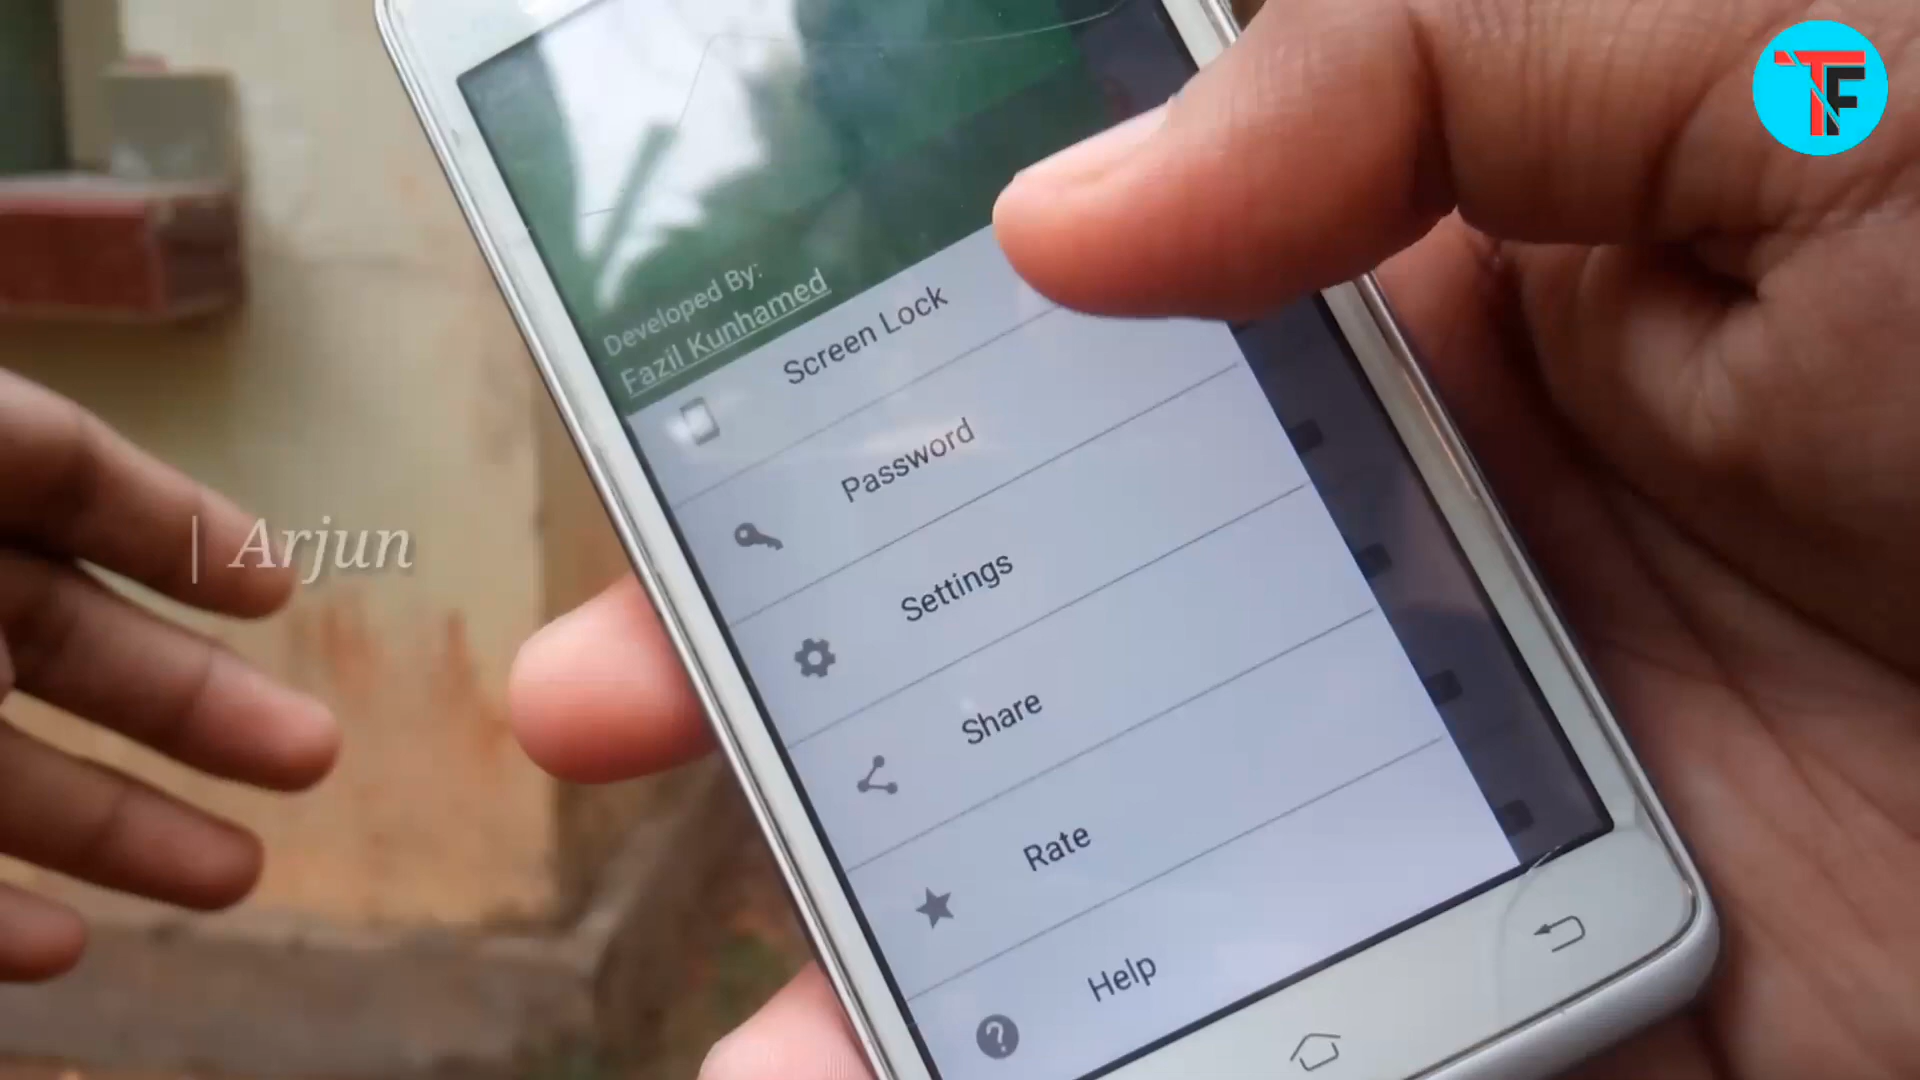 TF
Developed By:
Fazil Kunhamed
Screen Lock
Password
Settings
Share
Rate
Help
| Arjun